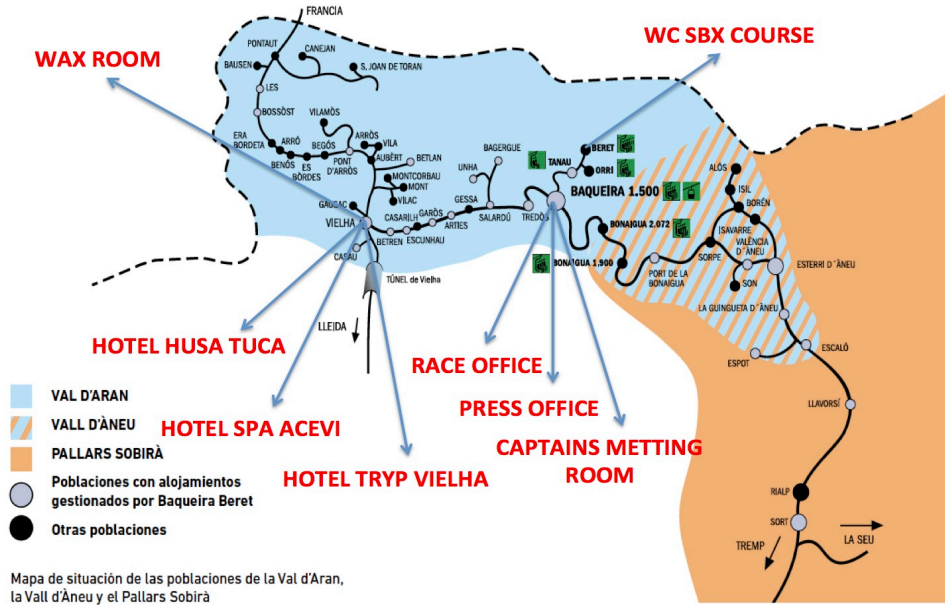 FRANCIA
WAX ROOM
WC SBX COURSE
PONTAUT
CANEJAN
BAUSEN
S. JOAN DE TORAN
LES
BOSSÒST
VILAMÒS
ERA
BORDETA
ARRÓ
BENÓS
ES
BÒRDES
BEGÓS
PONT
D'ARRÒS
ARRÒS
VILA
AUBÈRT
BETLAN
MONTCORBAU
MONT
VILAC
GAUSAC
VIELHA
CASAU
BETREN
CASARILH
ESCUNHAU
GARÒS
ARTIES
GESSA
UNHA
BAGERGUE
SALARDÚ
TREDÒS
TANAU
BERET
ORRI
BAQUEIRA 1.500
BONAIGUA 2.072
BONAIGUA 1.900
PORT DE LA
BONAIGUA
ALÒS
ISIL
BORÉN
ISAVARRE
SORPE
VALÈNCIA
D'ÀNEU
SON
ESTERRI D´ÀNEU
LA GUINGUETA D´ÀNEU
ESPOT
ESCALÓ
LLAVORSÍ
RIALP
SORT
TREMP
LA SEU
TÚNEL de Vielha
LLEIDA
HOTEL HUSA TUCA
HOTEL SPA ACEVI
HOTEL TRYP VIELHA
RACE OFFICE
PRESS OFFICE
CAPTAINS METTING
ROOM
VAL D'ARAN
VALL D'ÀNEU
PALLARS SOBIRÀ
Poblaciones con alojamientos
gestionados por Baqueira Beret
Otras poblaciones
Mapa de situación de las poblaciones de la Val d'Aran,
la Vall d'Àneu y el Pallars Sobirà